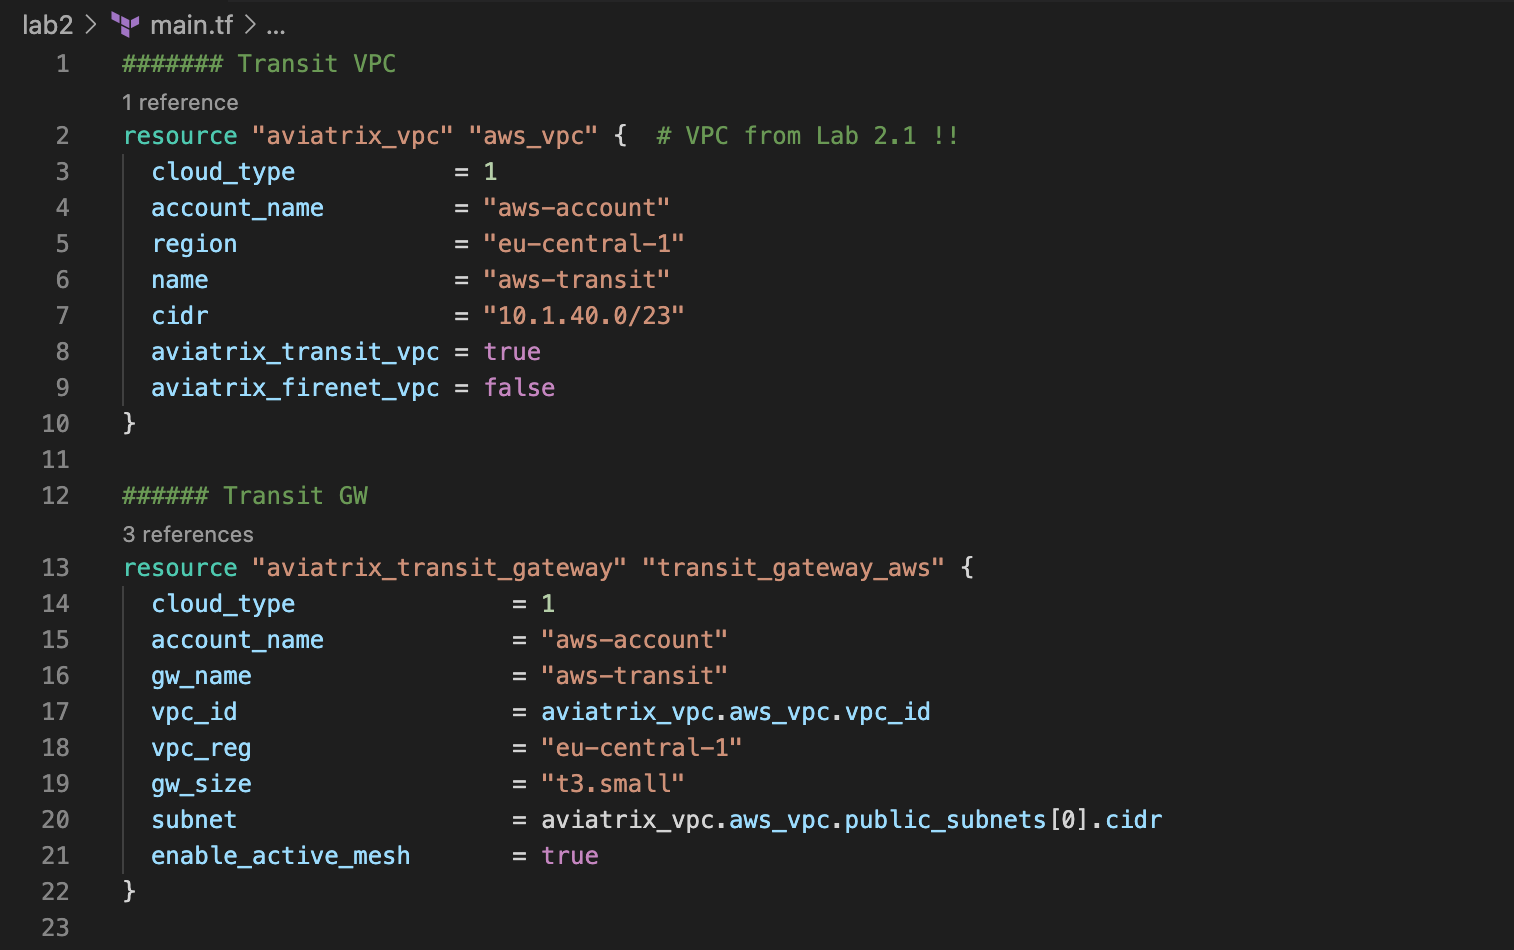 lab2 > main.tf > ...
1 ####### Transit VPC
1 reference
2 resource "aviatrix_vpc" "aws_vpc" {  # VPC from Lab 2.1 !!
3   cloud_type           = 1
4   account_name         = "aws-account"
5   region               = "eu-central-1"
6   name                 = "aws-transit"
7   cidr                 = "10.1.40.0/23"
8   aviatrix_transit_vpc = true
9   aviatrix_firenet_vpc = false
10 }
11
12 ###### Transit GW
3 references
13 resource "aviatrix_transit_gateway" "transit_gateway_aws" {
14   cloud_type               = 1
15   account_name             = "aws-account"
16   gw_name                  = "aws-transit"
17   vpc_id                   = aviatrix_vpc.aws_vpc.vpc_id
18   vpc_reg                  = "eu-central-1"
19   gw_size                  = "t3.small"
20   subnet                   = aviatrix_vpc.aws_vpc.public_subnets[0].cidr
21   enable_active_mesh       = true
22 }
23